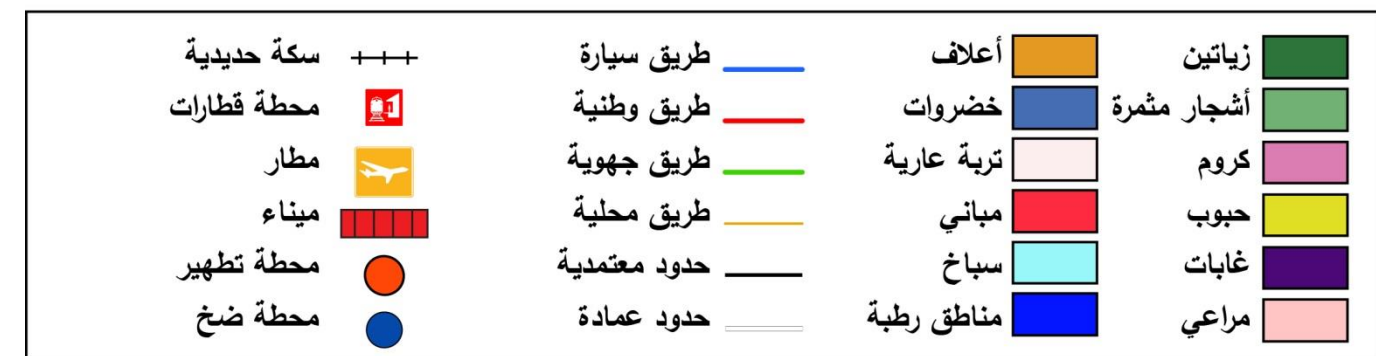 زياتين
أشجار مثمرة
كروم
حبوب
غابات
مراعي
أعلاف
خضروات
تربة عارية
مباني
سباخ
مناطق رطبة
طريق سيارة
طريق وطنية
طريق جهوية
طريق محلية
حدود معتمدية
حدود عمادة
سكة حديدية
محطة قطارات
مطار
ميناء
محطة تطهير
محطة ضخ